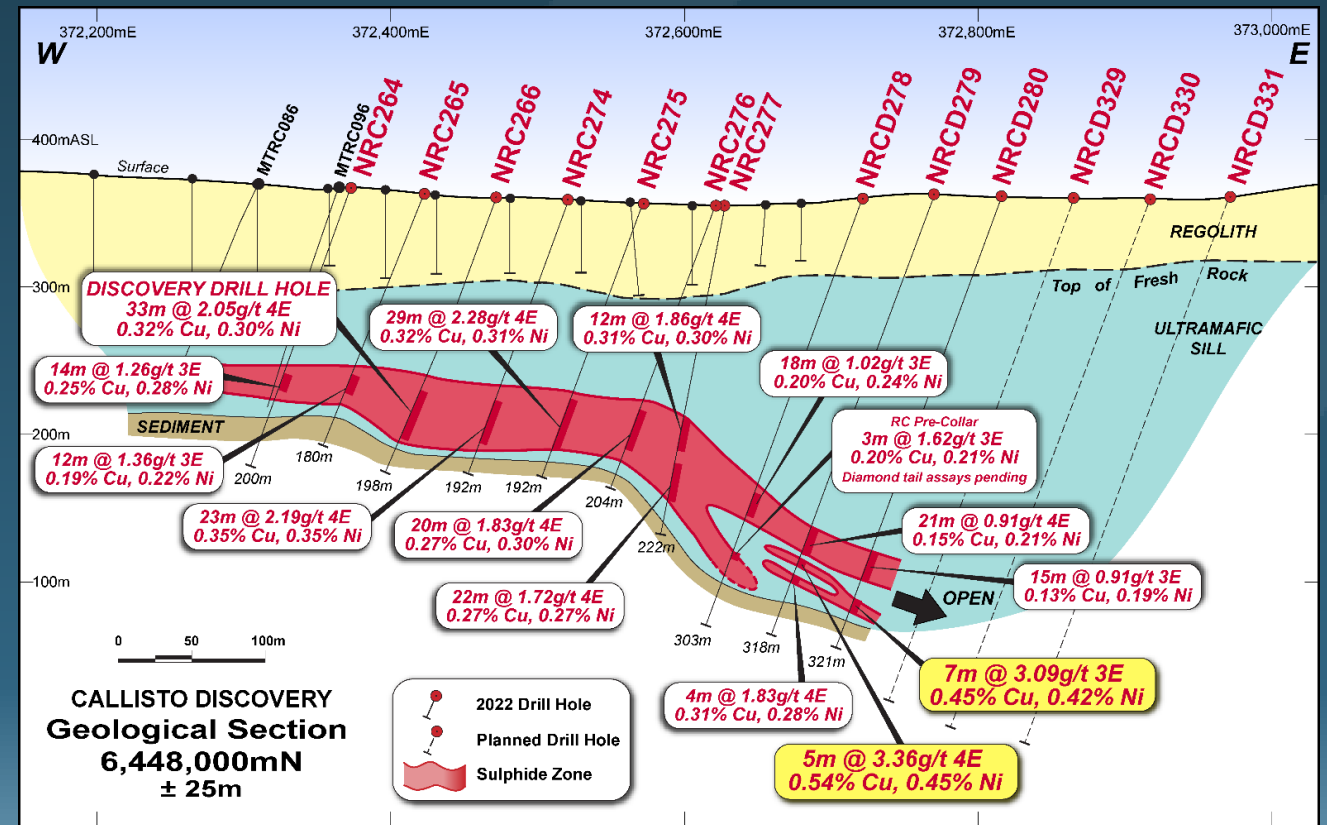 372,200mE
372,400mE
372,600mE
372,800mE
373,000mE
W
E
MTRC086
MTRC096
NRC264
NRC265
NRC266
NRC274
NRC275
NRC276
NRC277
NRCD278
NRCD279
NRCD280
NRCD329
NRCD330
NRCD331
400mASL
Surface
REGOLITH
300m
Top of Fresh Rock
ULTRAMAFIC
SILL
DISCOVERY DRILL HOLE
33m @ 2.05g/t 4E
0.32% Cu, 0.30% Ni
29m @ 2.28g/t 4E
0.32% Cu, 0.31% Ni
12m @ 1.86g/t 4E
0.31% Cu, 0.30% Ni
14m @ 1.26g/t 3E
0.25% Cu, 0.28% Ni
18m @ 1.02g/t 3E
0.20% Cu, 0.24% Ni
RC Pre-Collar
3m @ 1.62g/t 3E
0.20% Cu, 0.21% Ni
Diamond tail assays pending
200m
SEDIMENT
12m @ 1.36g/t 3E
0.19% Cu, 0.22% Ni
200m
180m
198m
192m
192m
204m
222m
23m @ 2.19g/t 4E
0.35% Cu, 0.35% Ni
20m @ 1.83g/t 4E
0.27% Cu, 0.30% Ni
21m @ 0.91g/t 4E
0.15% Cu, 0.21% Ni
100m
22m @ 1.72g/t 4E
0.27% Cu, 0.27% Ni
15m @ 0.91g/t 3E
0.13% Cu, 0.19% Ni
OPEN
303m
318m
321m
0 50 100m
7m @ 3.09g/t 3E
0.45% Cu, 0.42% Ni
4m @ 1.83g/t 4E
0.31% Cu, 0.28% Ni
5m @ 3.36g/t 4E
0.54% Cu, 0.45% Ni
CALLISTO DISCOVERY
Geological Section
6,448,000mN
± 25m
2022 Drill Hole
Planned Drill Hole
Sulphide Zone